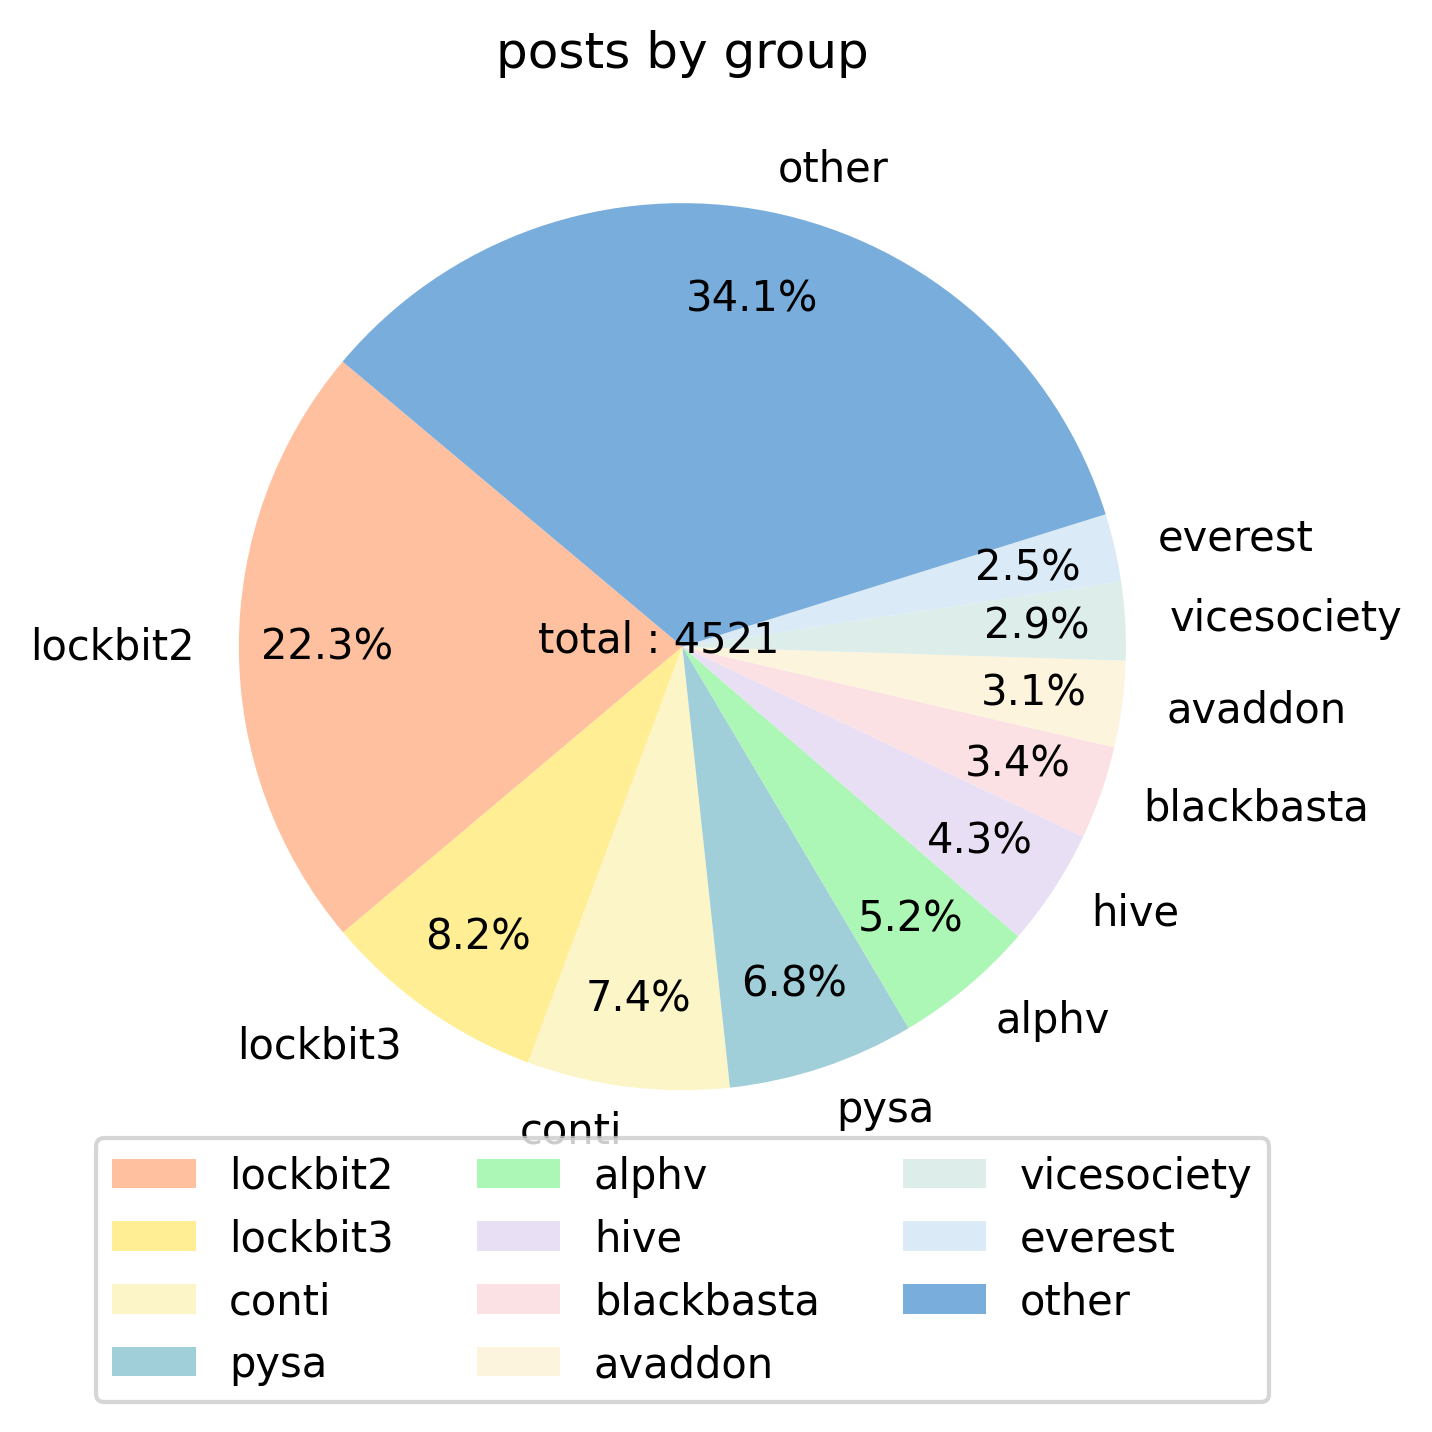 posts by group
other
34.1%
everest
2.5%
vicesociety
2.9%
total : 4521
lockbit2
22.3%
3.1%
avaddon
3.4%
blackbasta
4.3%
hive
5.2%
8.2%
6.8%
7.4%
alphv
lockbit3
pysa
conti
lockbit2
lockbit3
conti
pysa
alphv
hive
blackbasta
avaddon
vicesociety
everest
other